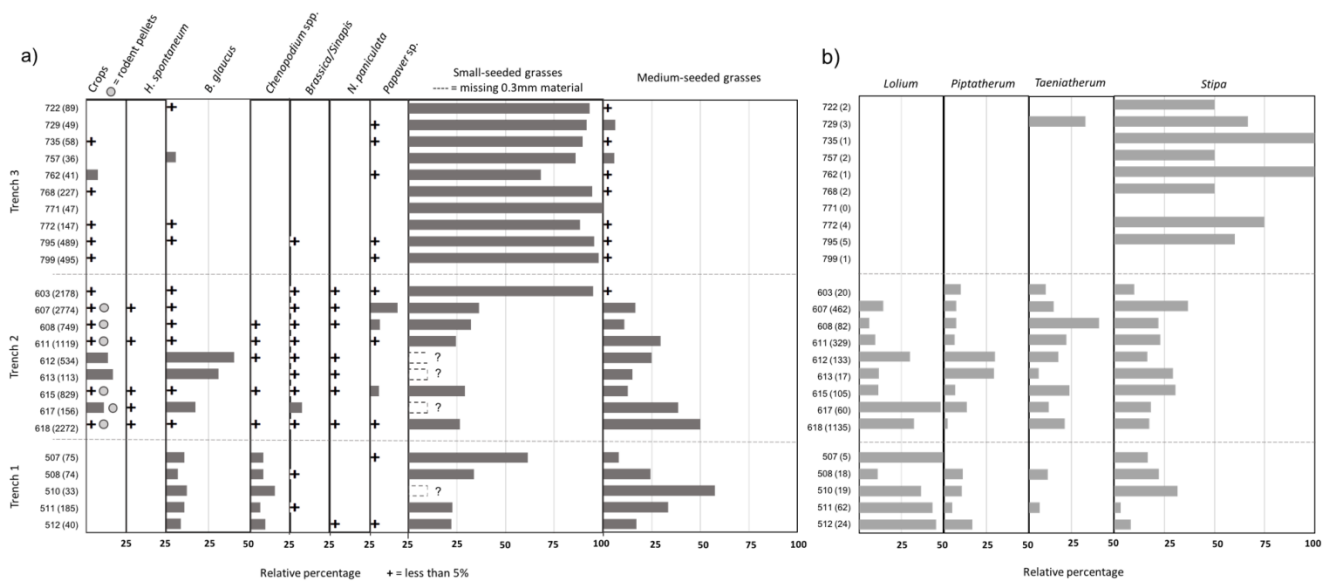 a)
Crops
= rodent pellets
H. spontaneum
B. glaucus
Chenopodium spp.
Brassica/Sinapis
N. paniculata
Papaver sp.
Small-seeded grasses
---- = missing 0.3mm material
Medium-seeded grasses
Trench 3
722 (89)
729 (49)
735 (58)
757 (36)
762 (41)
768 (227)
771 (47)
772 (147)
795 (489)
799 (495)
Trench 2
603 (2178)
607 (2774)
608 (749)
611 (1119)
612 (534) ?
613 (113) ?
615 (829)
617 (156) ?
618 (2272)
Trench 1
507 (75)
508 (74)
510 (33) ?
511 (185)
512 (40)
25 25 50 25 25 25 25 25 50 75 100 25 50 75 100
Relative percentage + = less than 5%
b)
Lolium Piptatherum Taeniatherum Stipa
722 (2)
729 (3)
735 (1)
757 (2)
762 (1)
768 (2)
771 (0)
772 (4)
795 (5)
799 (1)
603 (20)
607 (462)
608 (82)
611 (329)
612 (133)
613 (17)
615 (105)
617 (60)
618 (1135)
507 (5)
508 (18)
510 (19)
511 (62)
512 (24)
25 50 25 50 25 50 25 50 75 100
Relative percentage